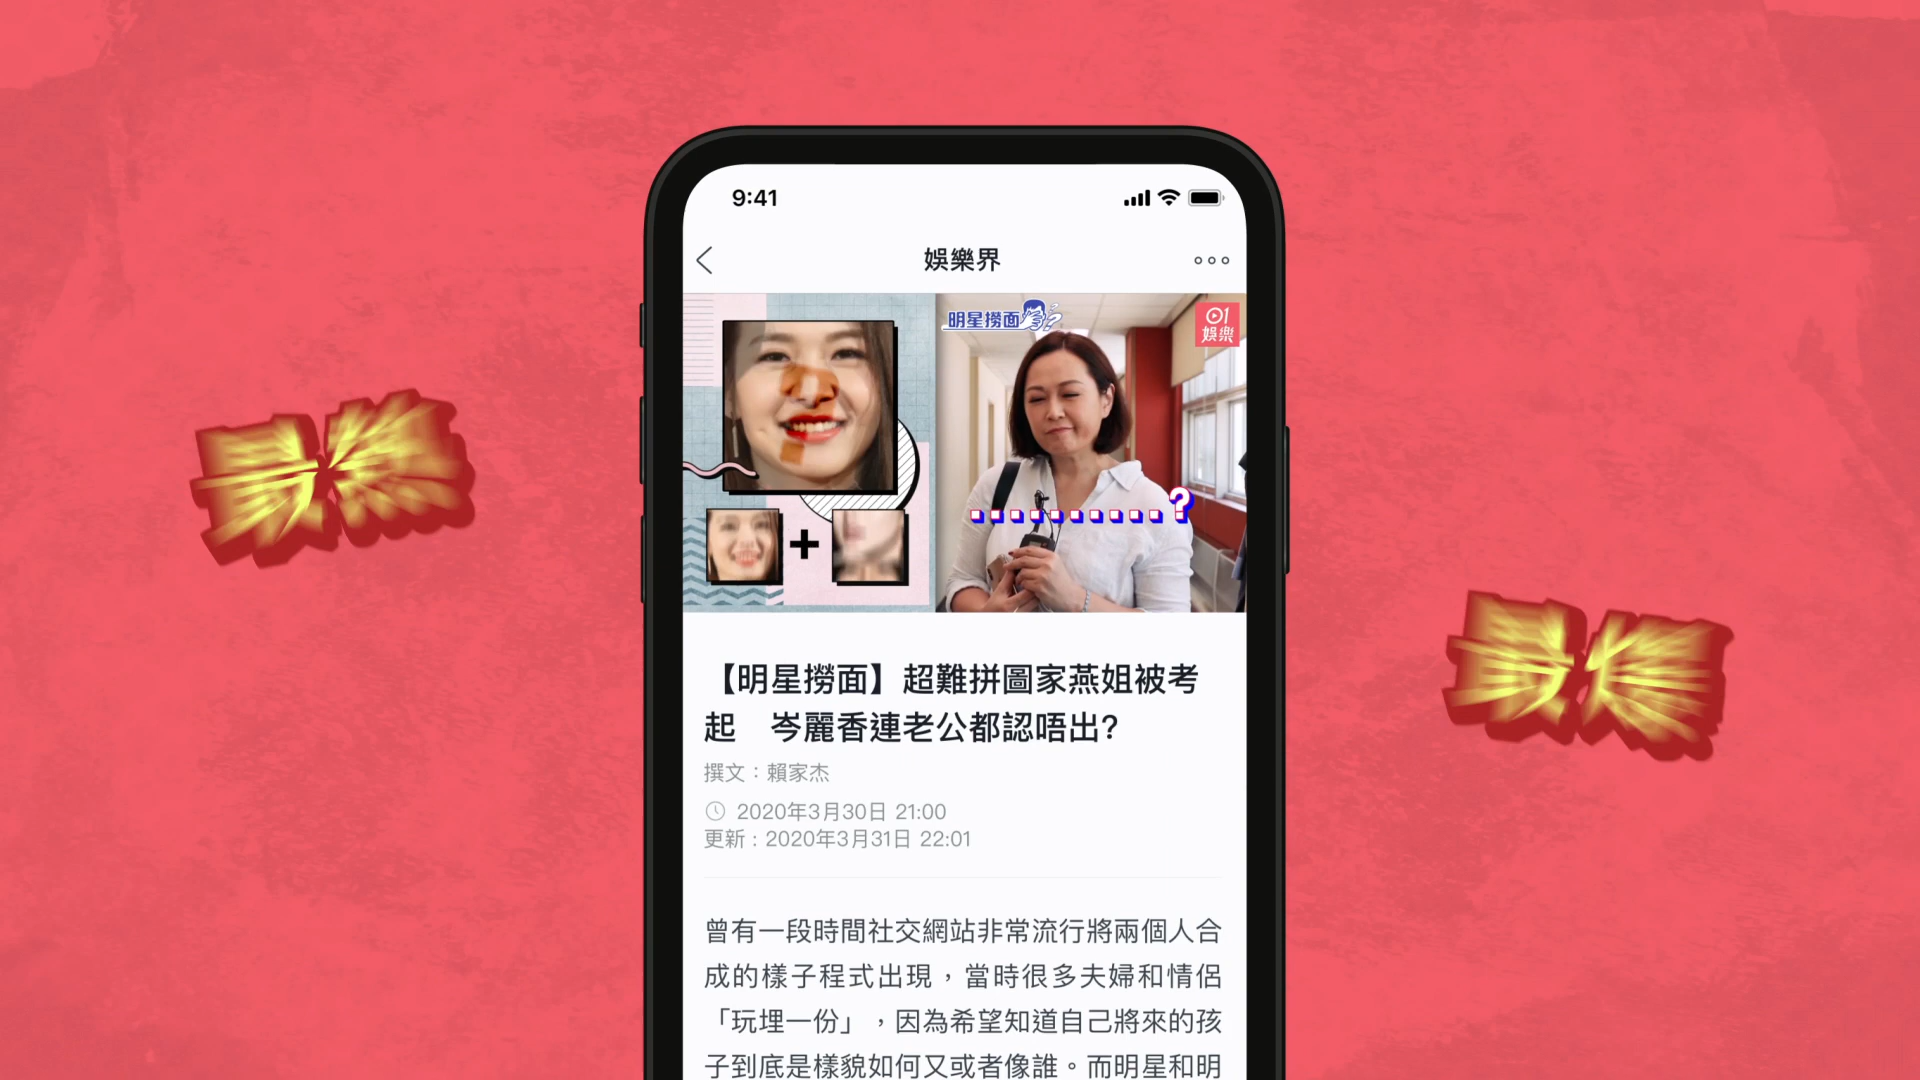 9:41
娛樂界
明星撈面
01
娛樂
+
?
【明星撈面】超難拼圖家燕姐被考
起　岑麗香連老公都認唔出?
撰文：賴家杰
2020年3月30日 21:00
更新：2020年3月31日 22:01
曾有一段時間社交網站非常流行將兩個人合
成的樣子程式出現，當時很多夫婦和情侶
「玩埋一份」，因為希望知道自己將來的孩
子到底是樣貌如何又或者像誰。而明星和明
最熱
最爆